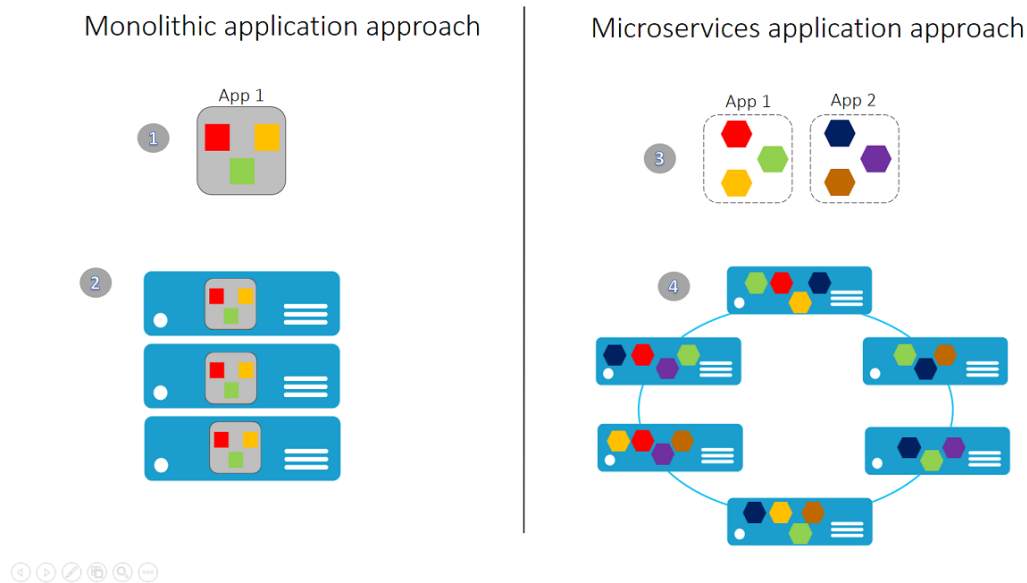 Monolithic application approach
Microservices application approach
App 1
1
2
App 1
App 2
3
4